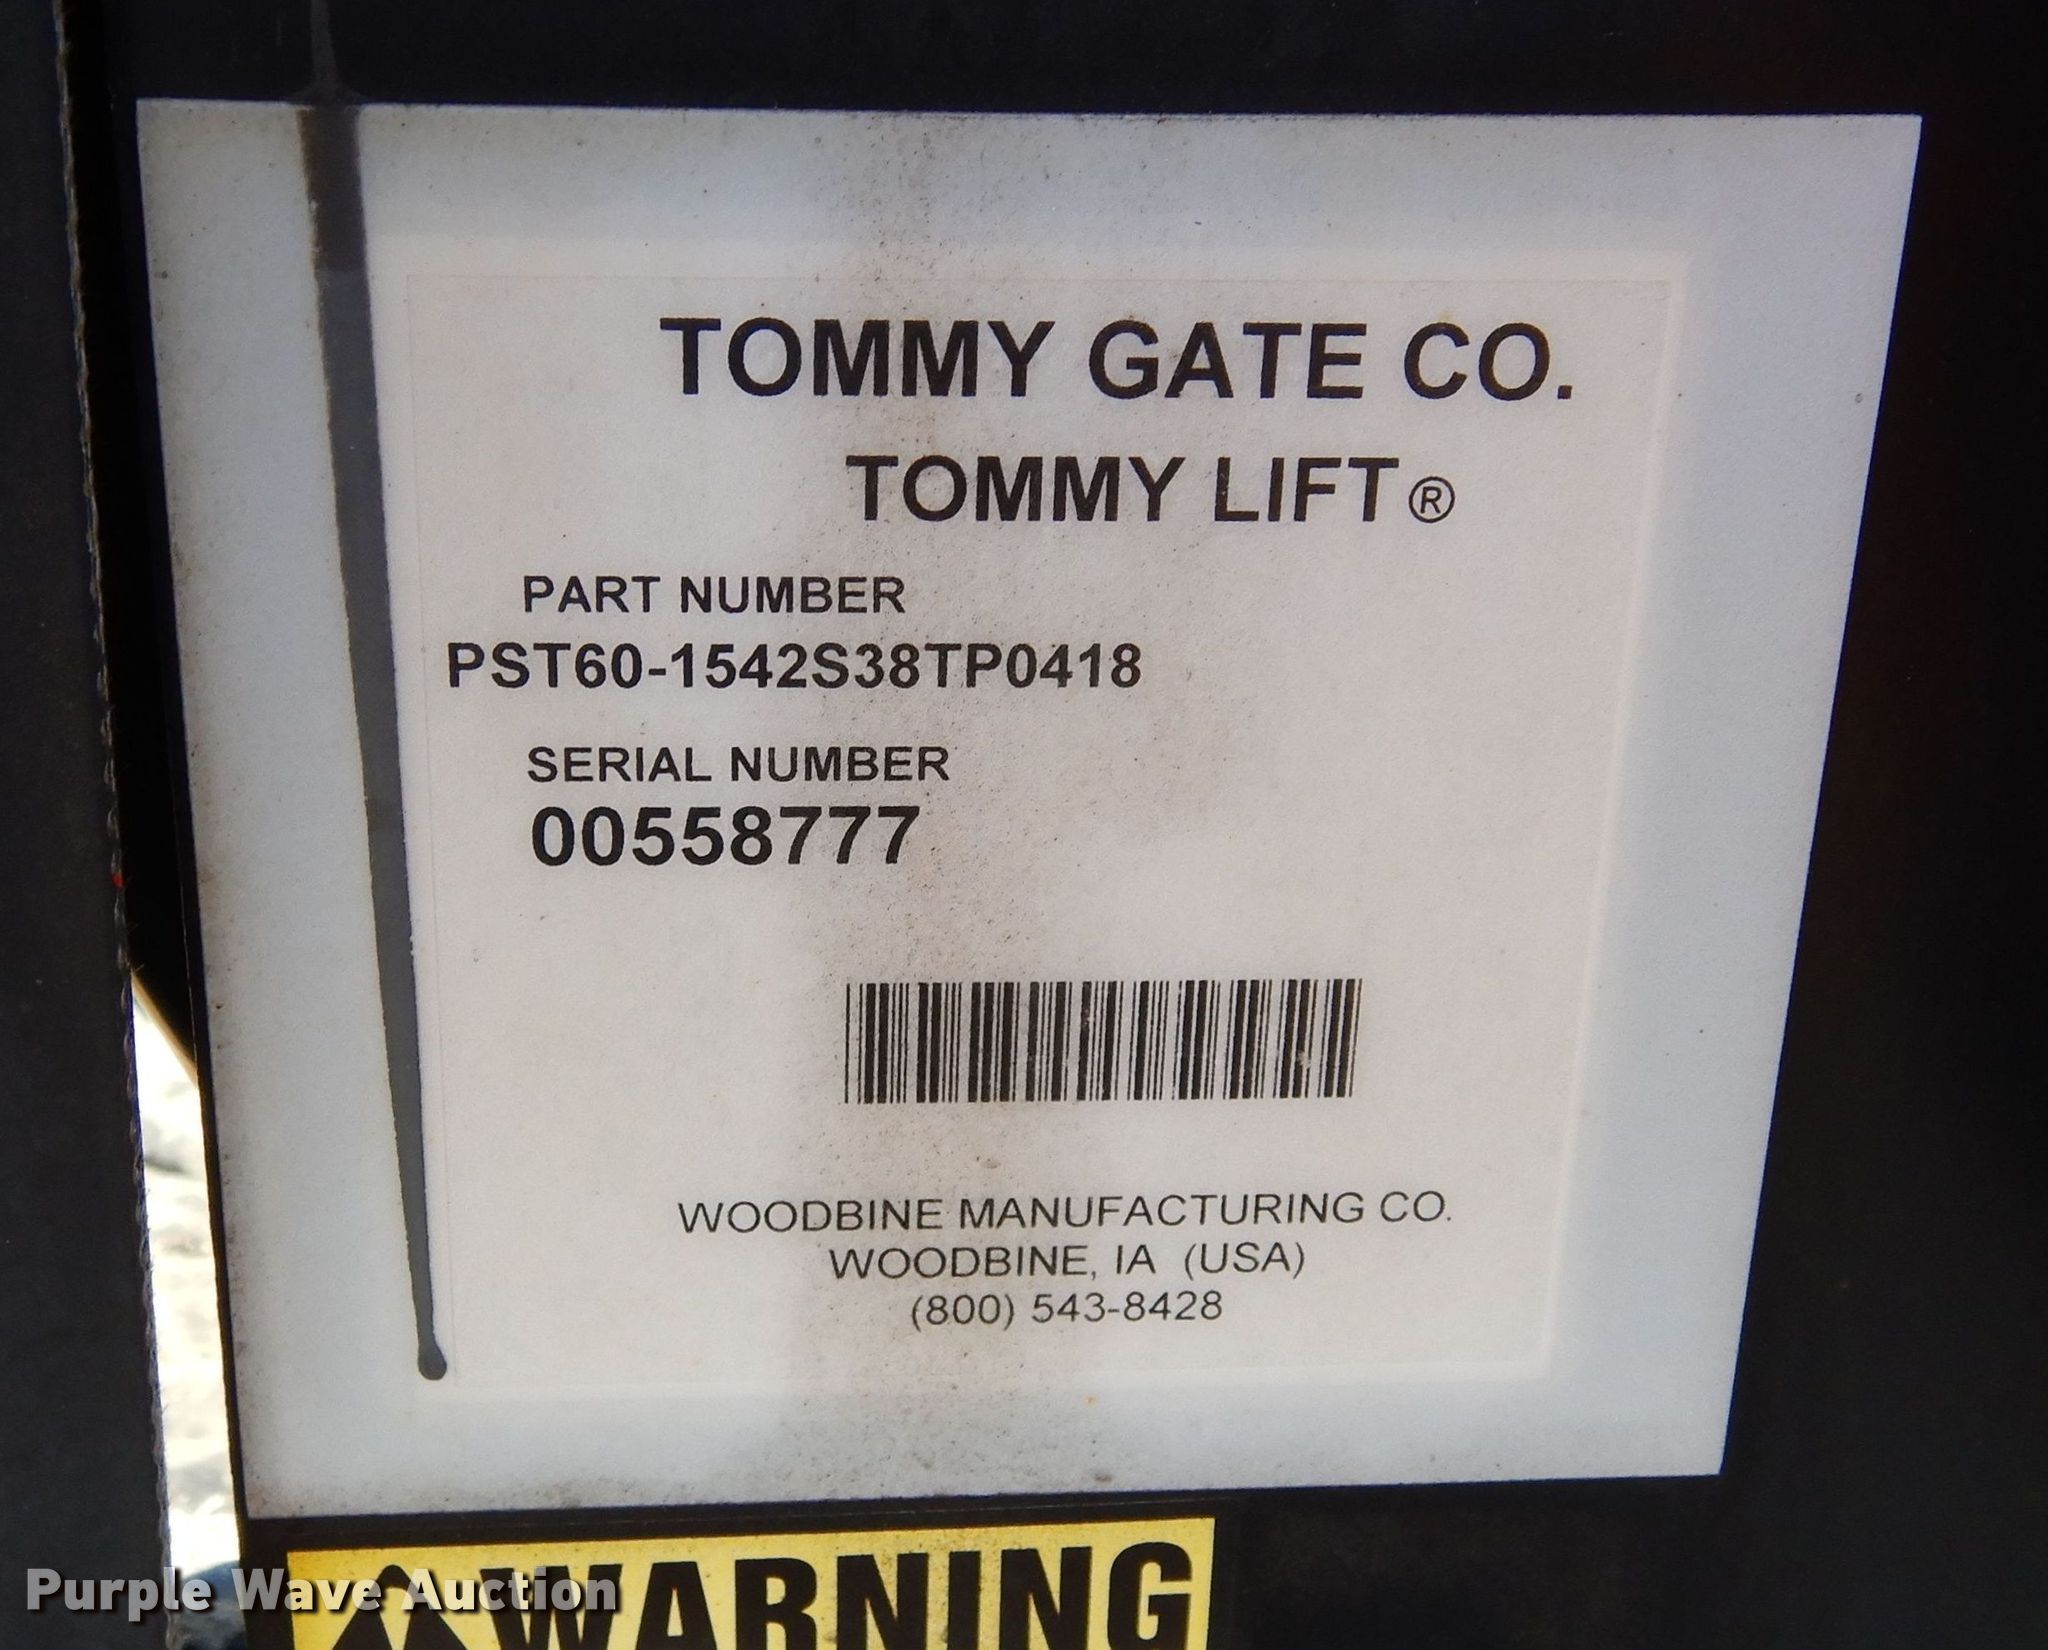 TOMMY GATE CO.
TOMMY LIFT®
PART NUMBER
PST60-1542S38TP0418
SERIAL NUMBER
00558777
WOODBINE MANUFACTURING CO.
WOODBINE, IA (USA)
(800) 543-8428
WARNING
Purple Wave Auction